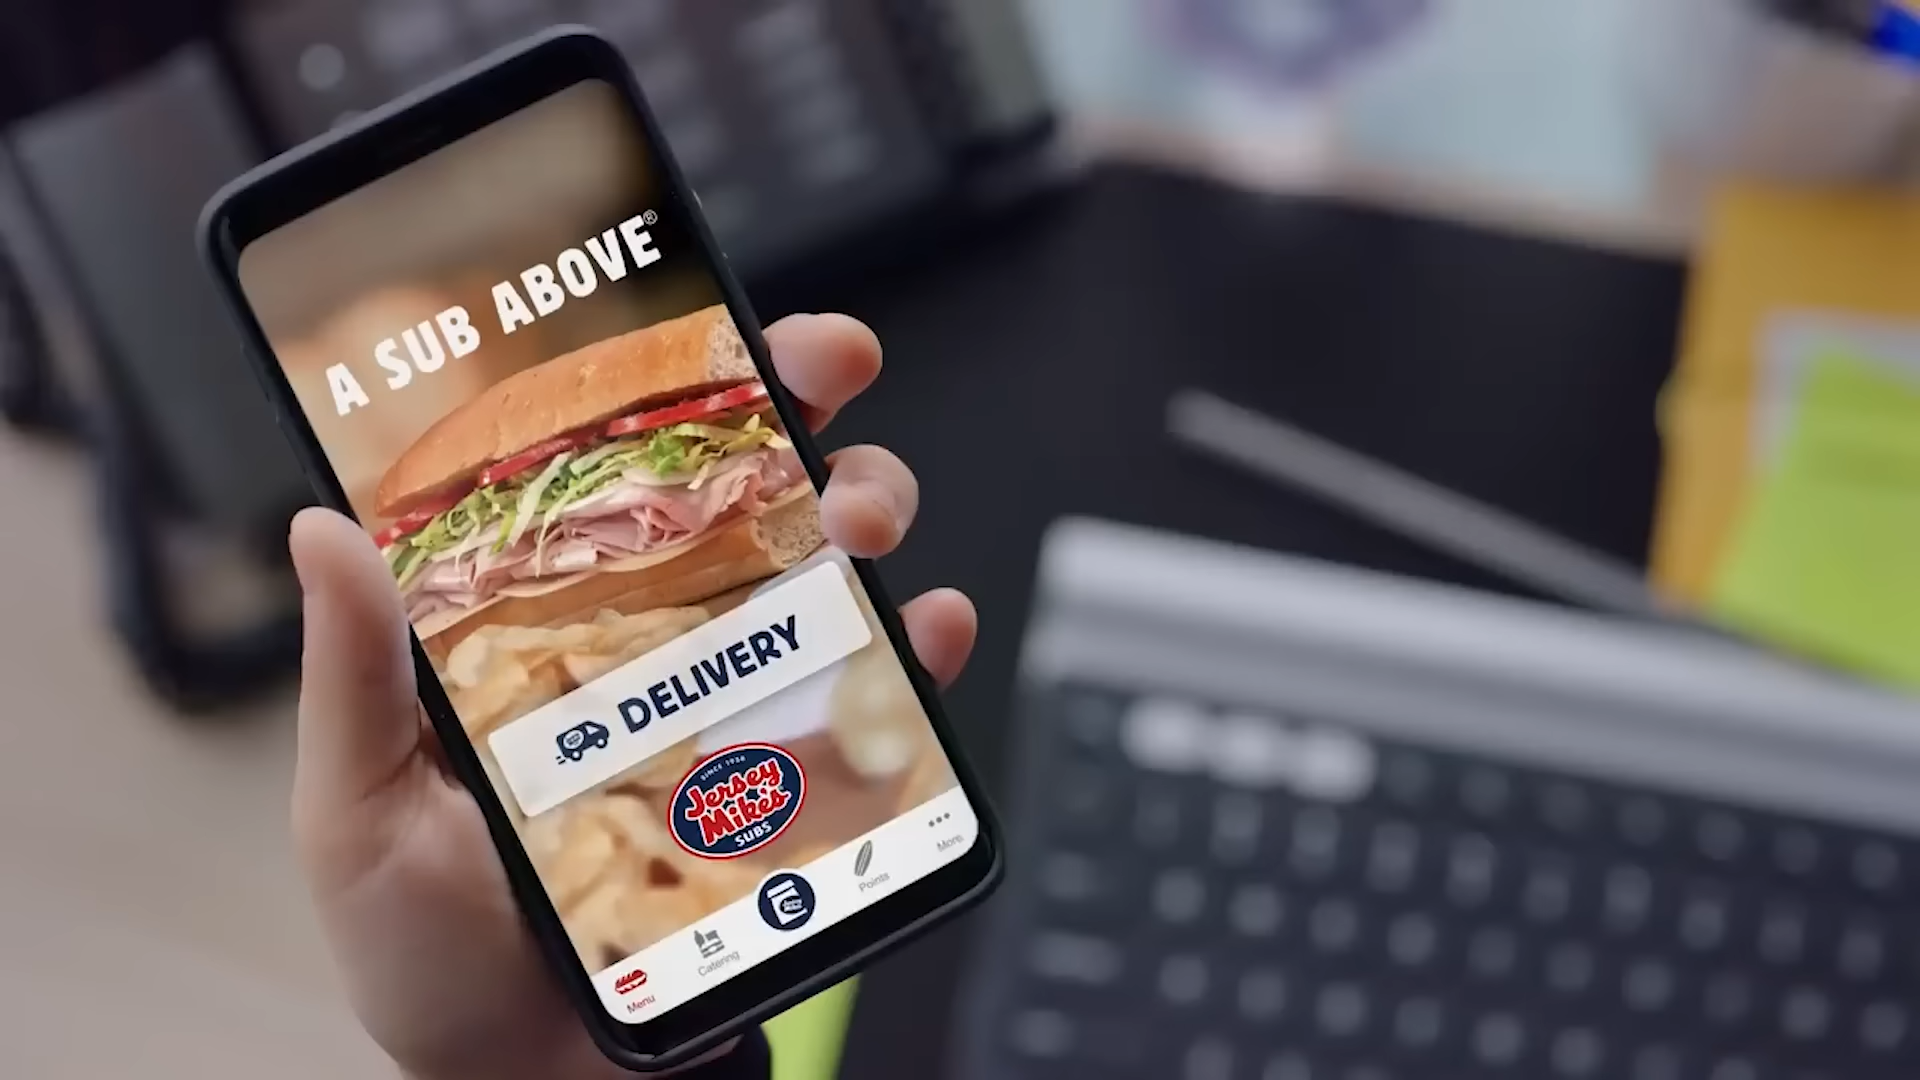 A SUB ABOVE®
DELIVERY
SINCE 1956
Jersey
Mike's
SUBS
Menu
Catering
Points
More